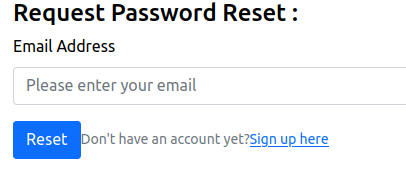 Request Password Reset :
Email Address
Please enter your email
Reset Don't have an account yet?Sign up here